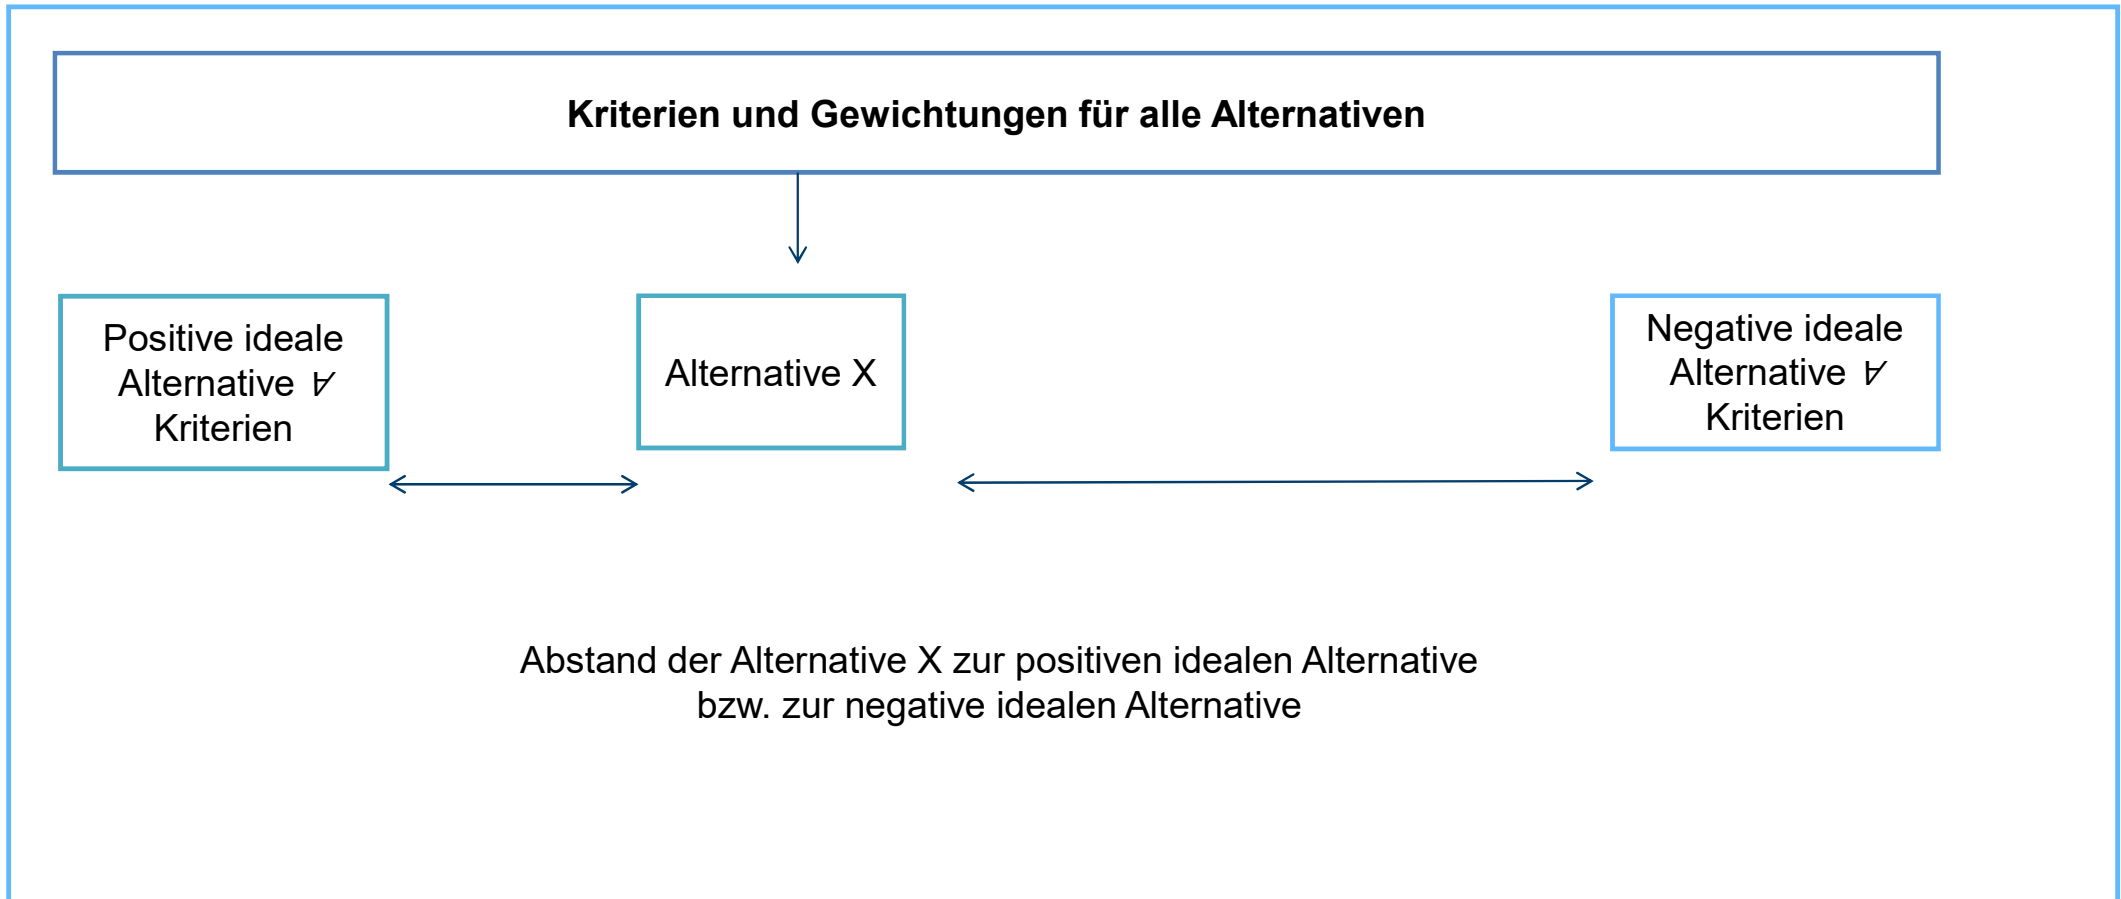 Kriterien und Gewichtungen für alle Alternativen
Positive ideale
Alternative ∀
Kriterien
Alternative X
Negative ideale
Alternative ∀
Kriterien
Abstand der Alternative X zur positiven idealen Alternative
bzw. zur negative idealen Alternative